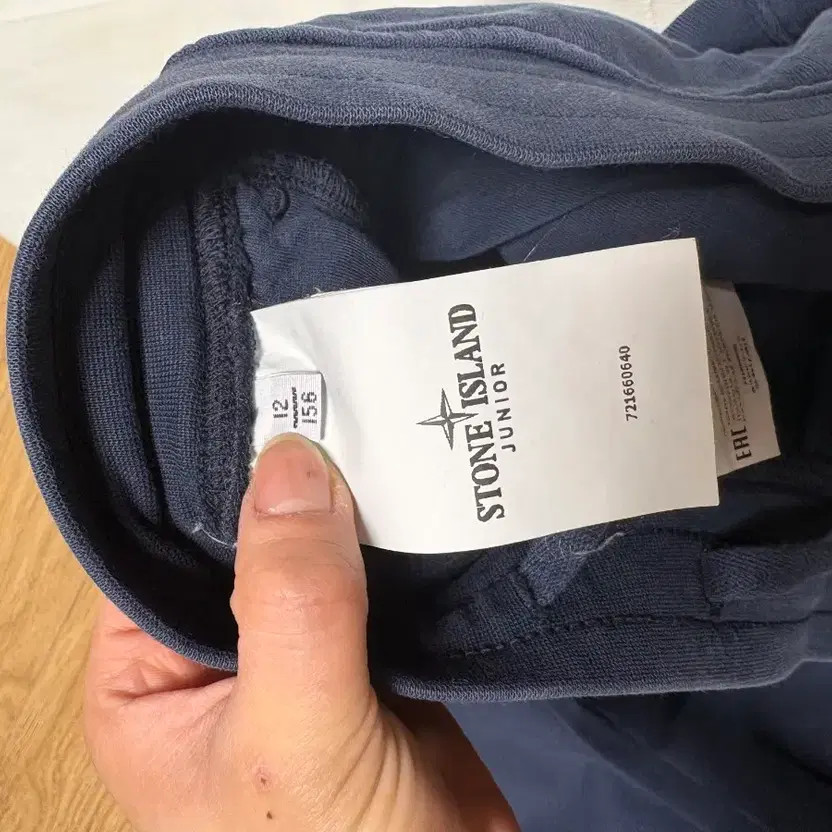 12
156
STONE ISLAND
JUNIOR
721660640
EAC